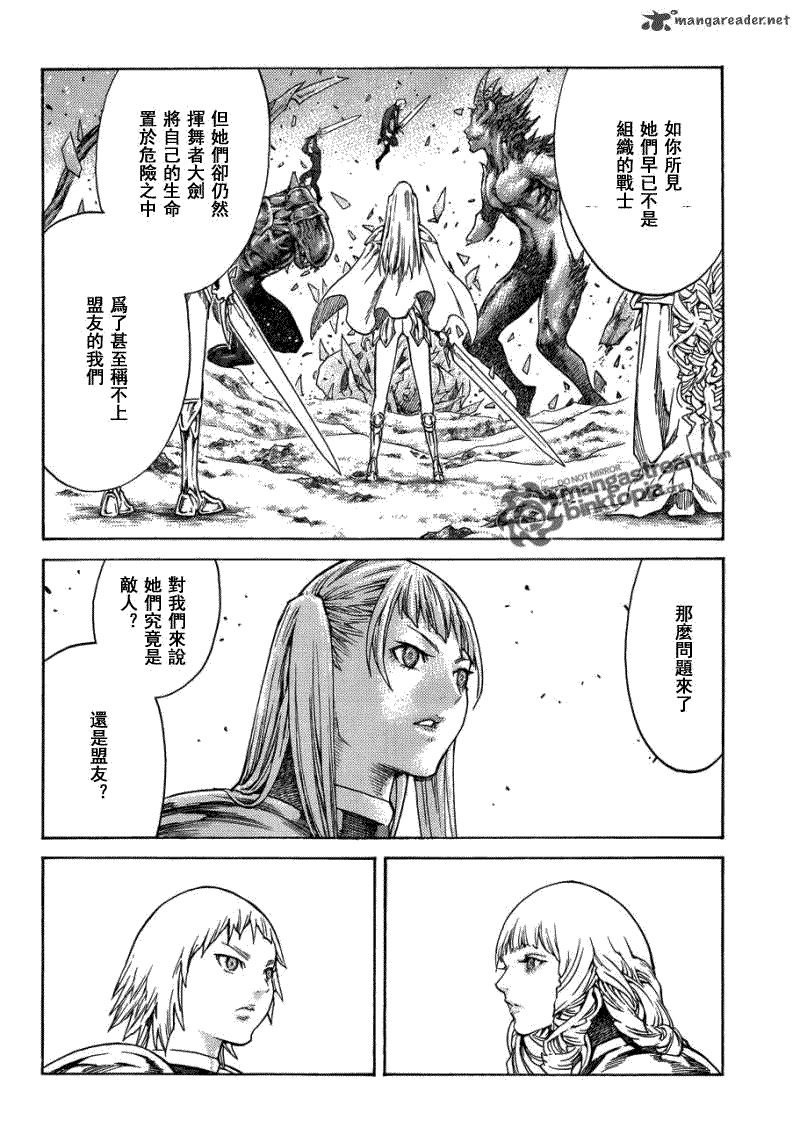 mangareader.net
如你所見
她們早已不是
組織的戰士
但她們卻仍然
揮舞者大劍
將自己的生命
置於危險之中
爲了甚至稱不上
盟友的我們
DO NOT MIRROR
mangastream.com
binktopia
那麼問題來了
對我們來說
她們究竟是
敵人?
還是盟友?